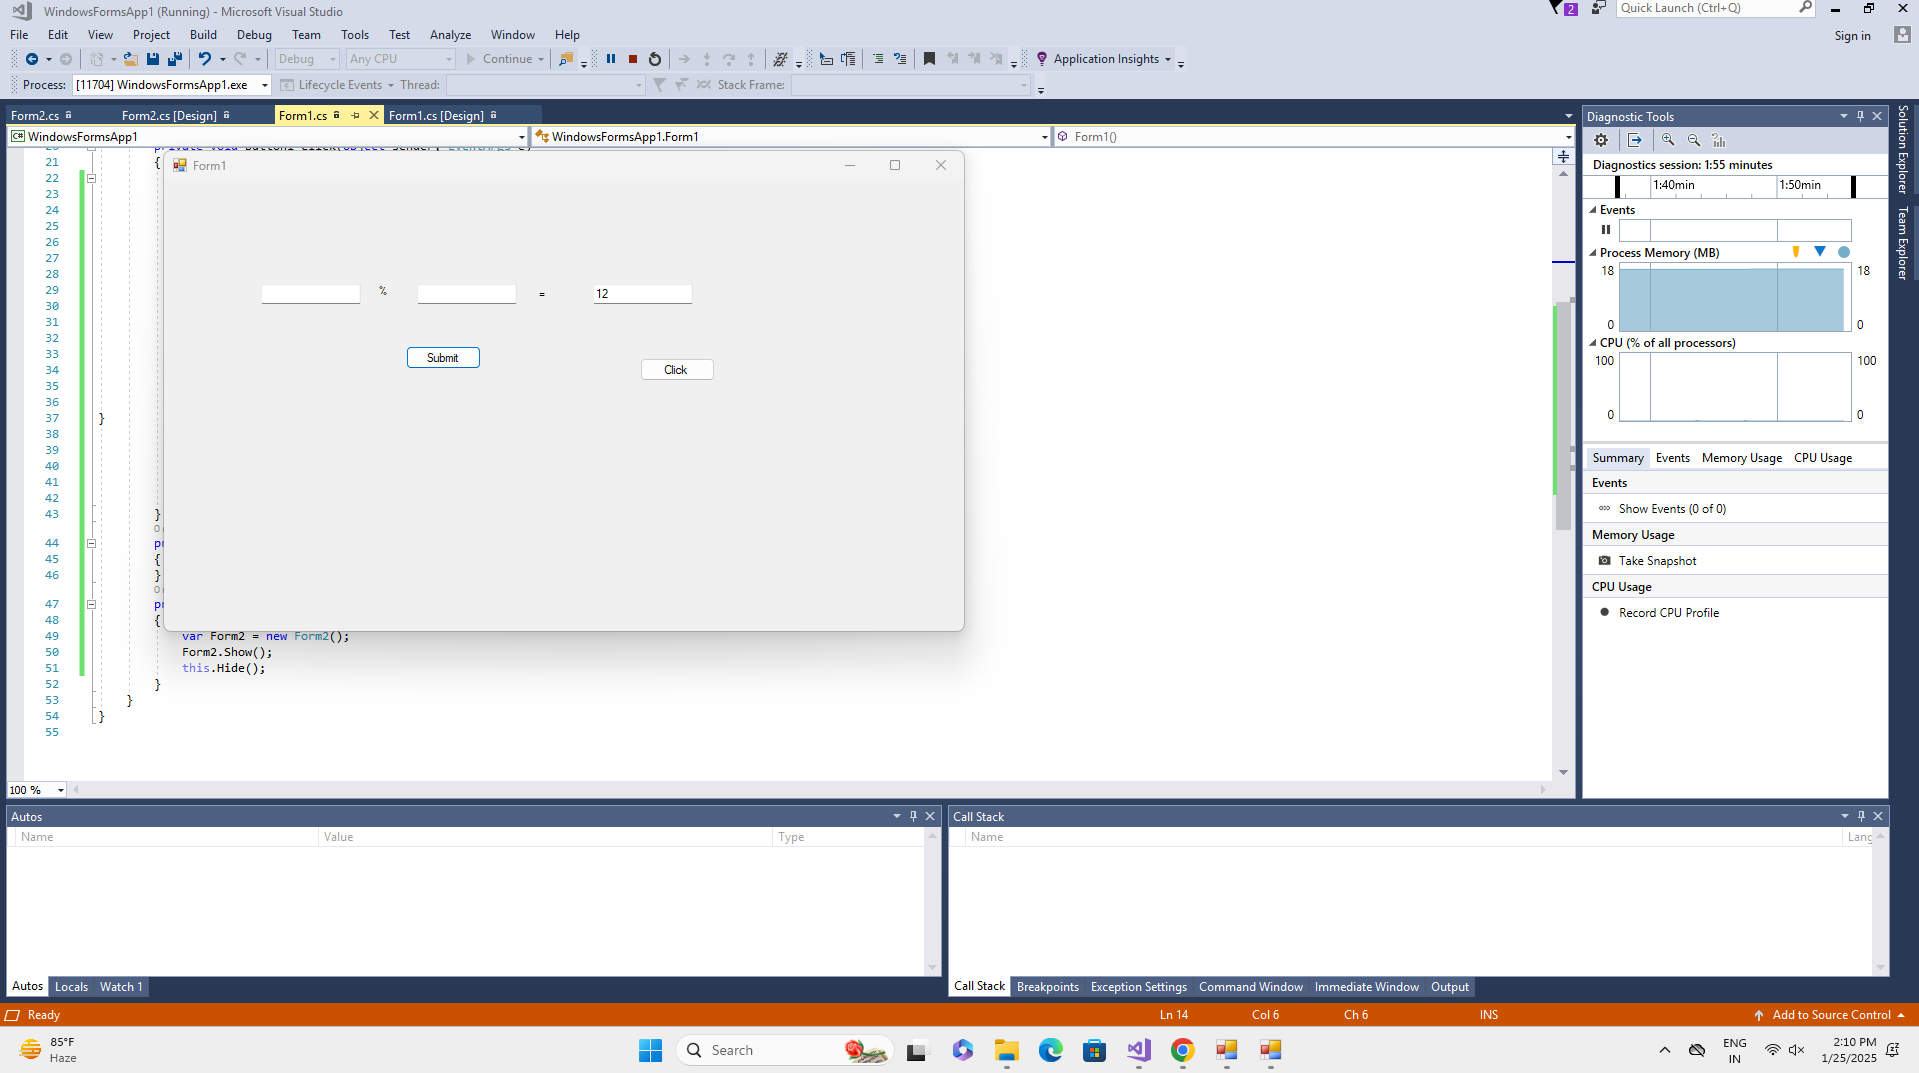 WindowsFormsApp1 (Running) - Microsoft Visual Studio
2
Quick Launch (Ctrl+Q)
File Edit View Project Build Debug Team Tools Test Analyze Window Help
Sign in
Debug Any CPU Continue Application Insights
Process: [11704] WindowsFormsApp1.exe Lifecycle Events Thread: Stack Frame:
Form2.cs Form2.cs [Design] Form1.cs Form1.cs [Design]
C# WindowsFormsApp1 WindowsFormsApp1.Form1 Form1()
21 {
22
23
24
25
26
27
28
29
30
31
32
33
34
35
36
37 }
38
39
40
41
42
43 }
44
45 {
46 }
47
48 {
49 var Form2 = new Form2();
50 Form2.Show();
51 this.Hide();
52 }
53 }
54 }
55
Form1
% = 12
Submit
Click
100 %
Diagnostic Tools
Diagnostics session: 1:55 minutes
1:40min 1:50min
Events
Process Memory (MB)
18 18
0 0
CPU (% of all processors)
100 100
0 0
Summary Events Memory Usage CPU Usage
Events
Show Events (0 of 0)
Memory Usage
Take Snapshot
CPU Usage
Record CPU Profile
Solution Explorer
Team Explorer
Autos
Name Value Type
Autos Locals Watch 1
Call Stack
Name Lang
Call Stack Breakpoints Exception Settings Command Window Immediate Window Output
Ready Ln 14 Col 6 Ch 6 INS Add to Source Control
85°F
Haze
Search
ENG
IN
2:10 PM
1/25/2025